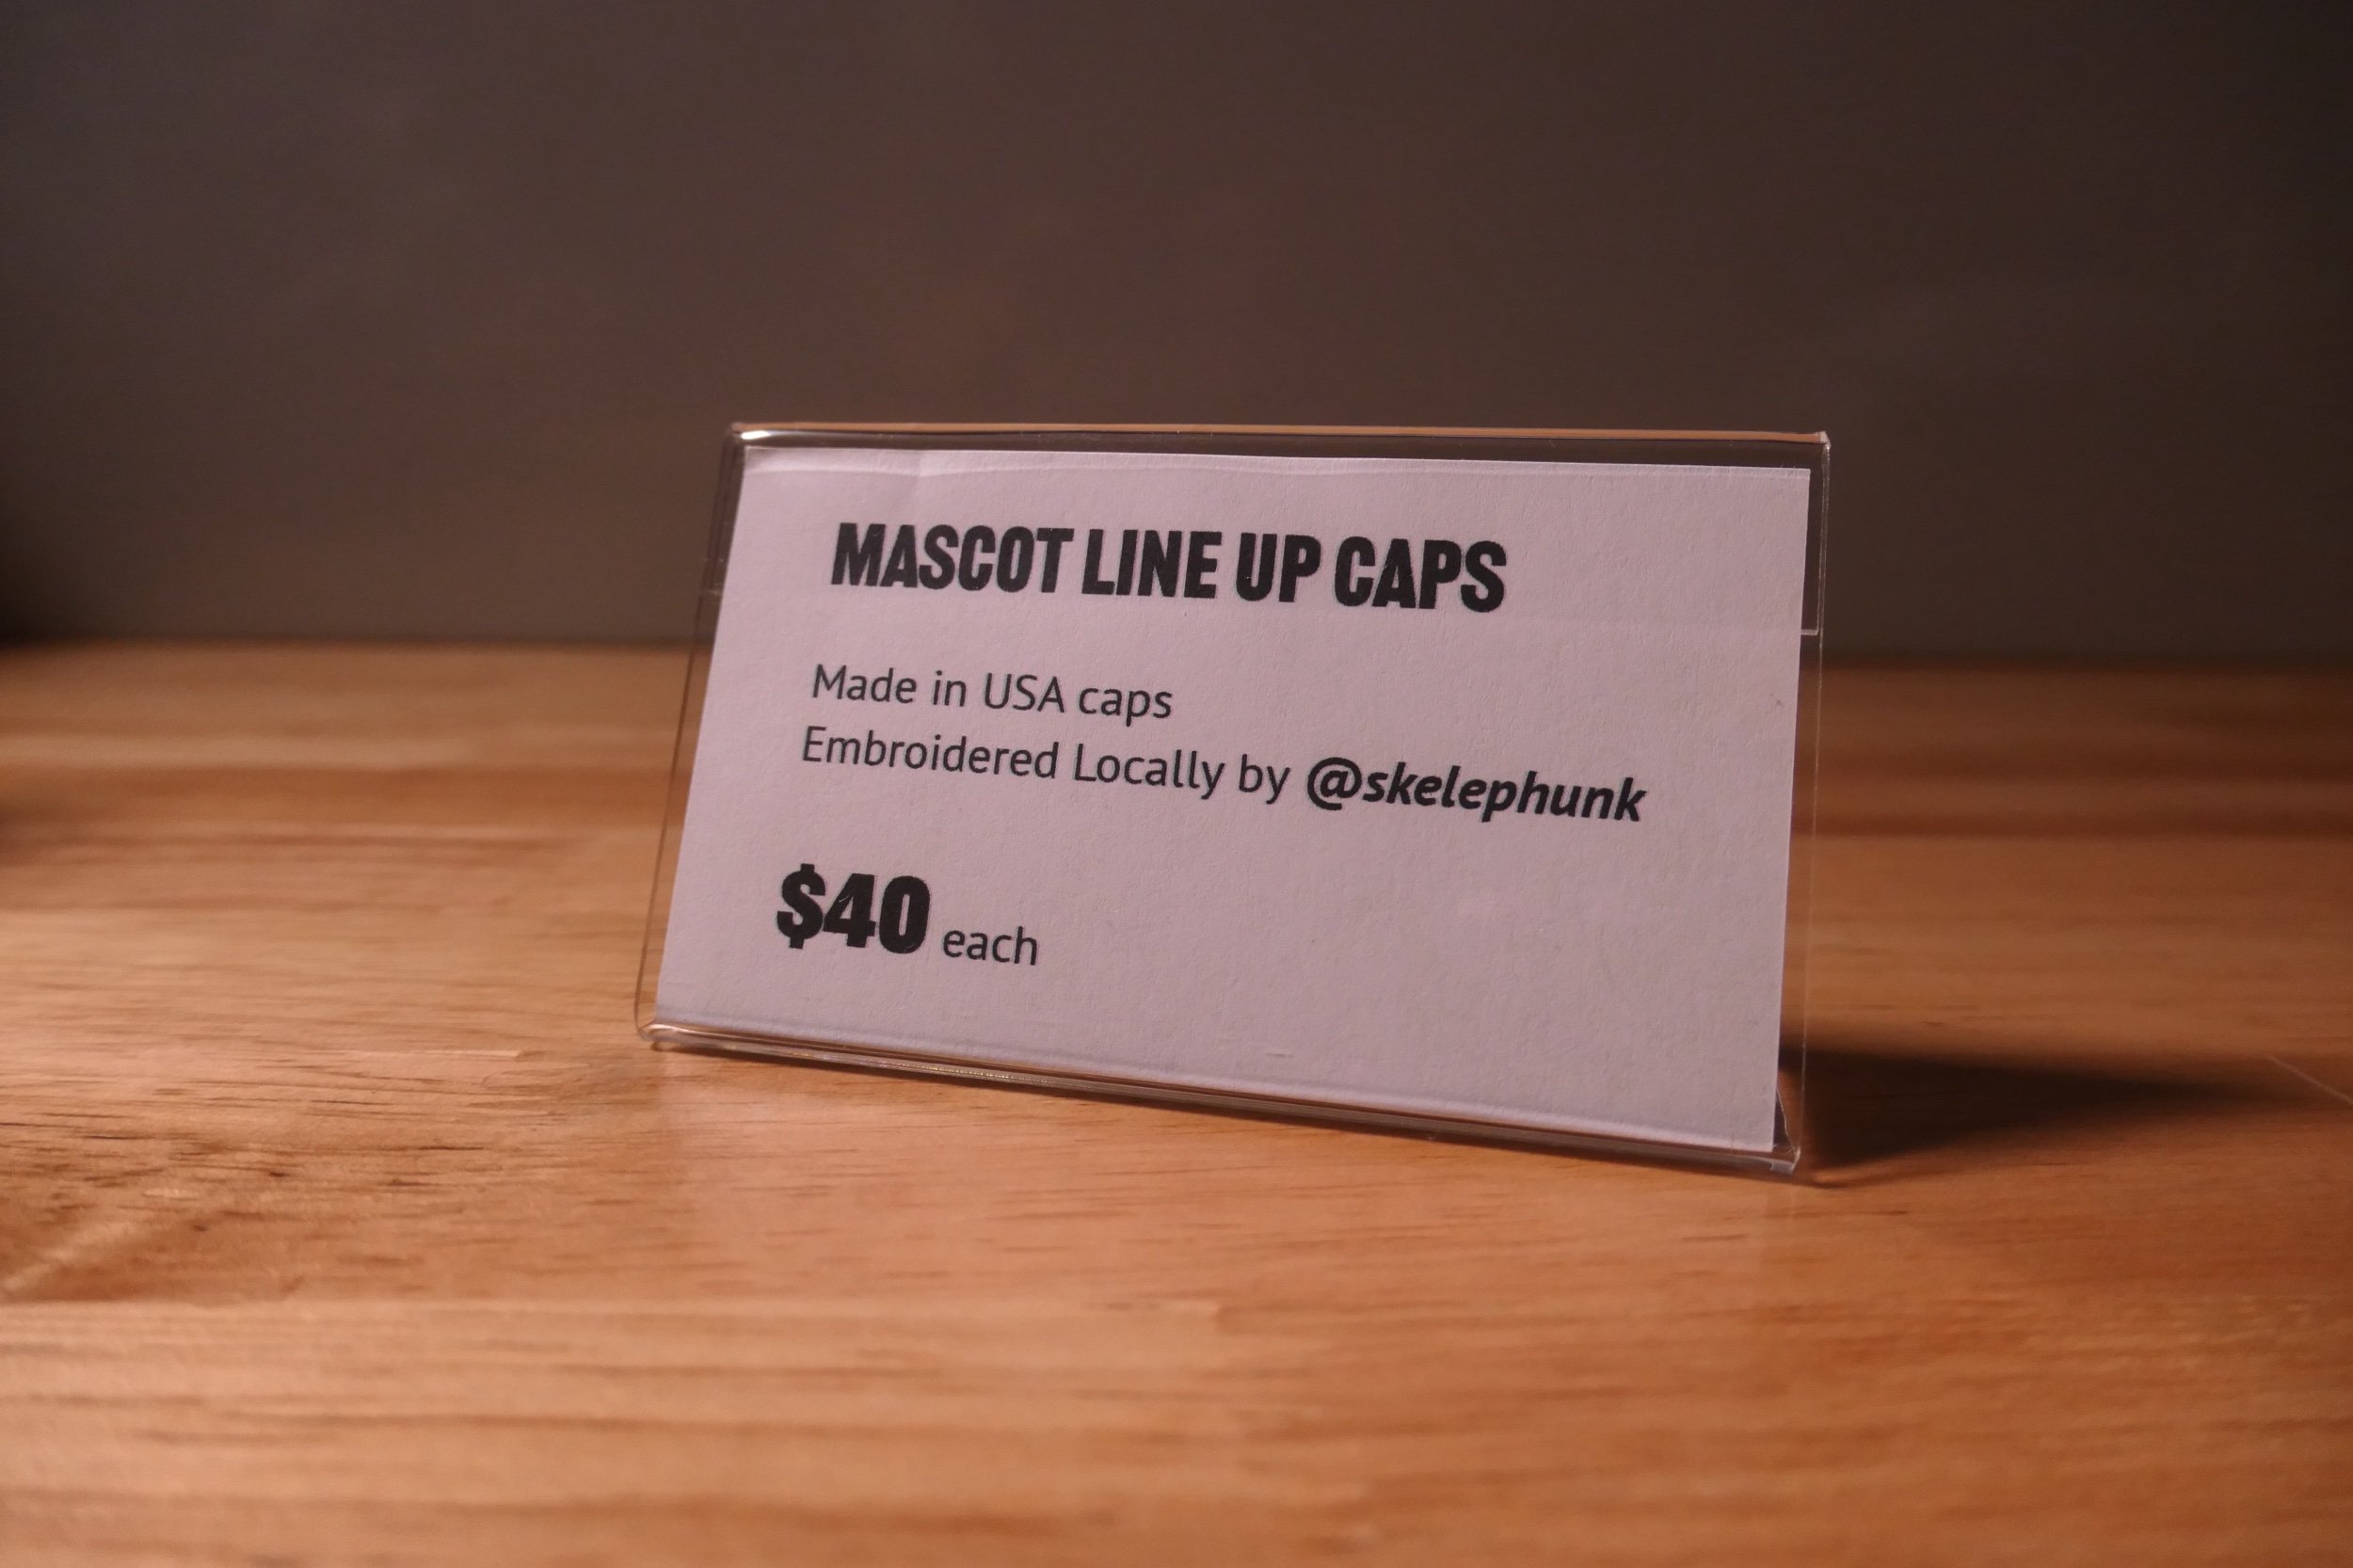 MASCOT LINE UP CAPS
Made in USA caps
Embroidered Locally by @skelephunk
$40 each